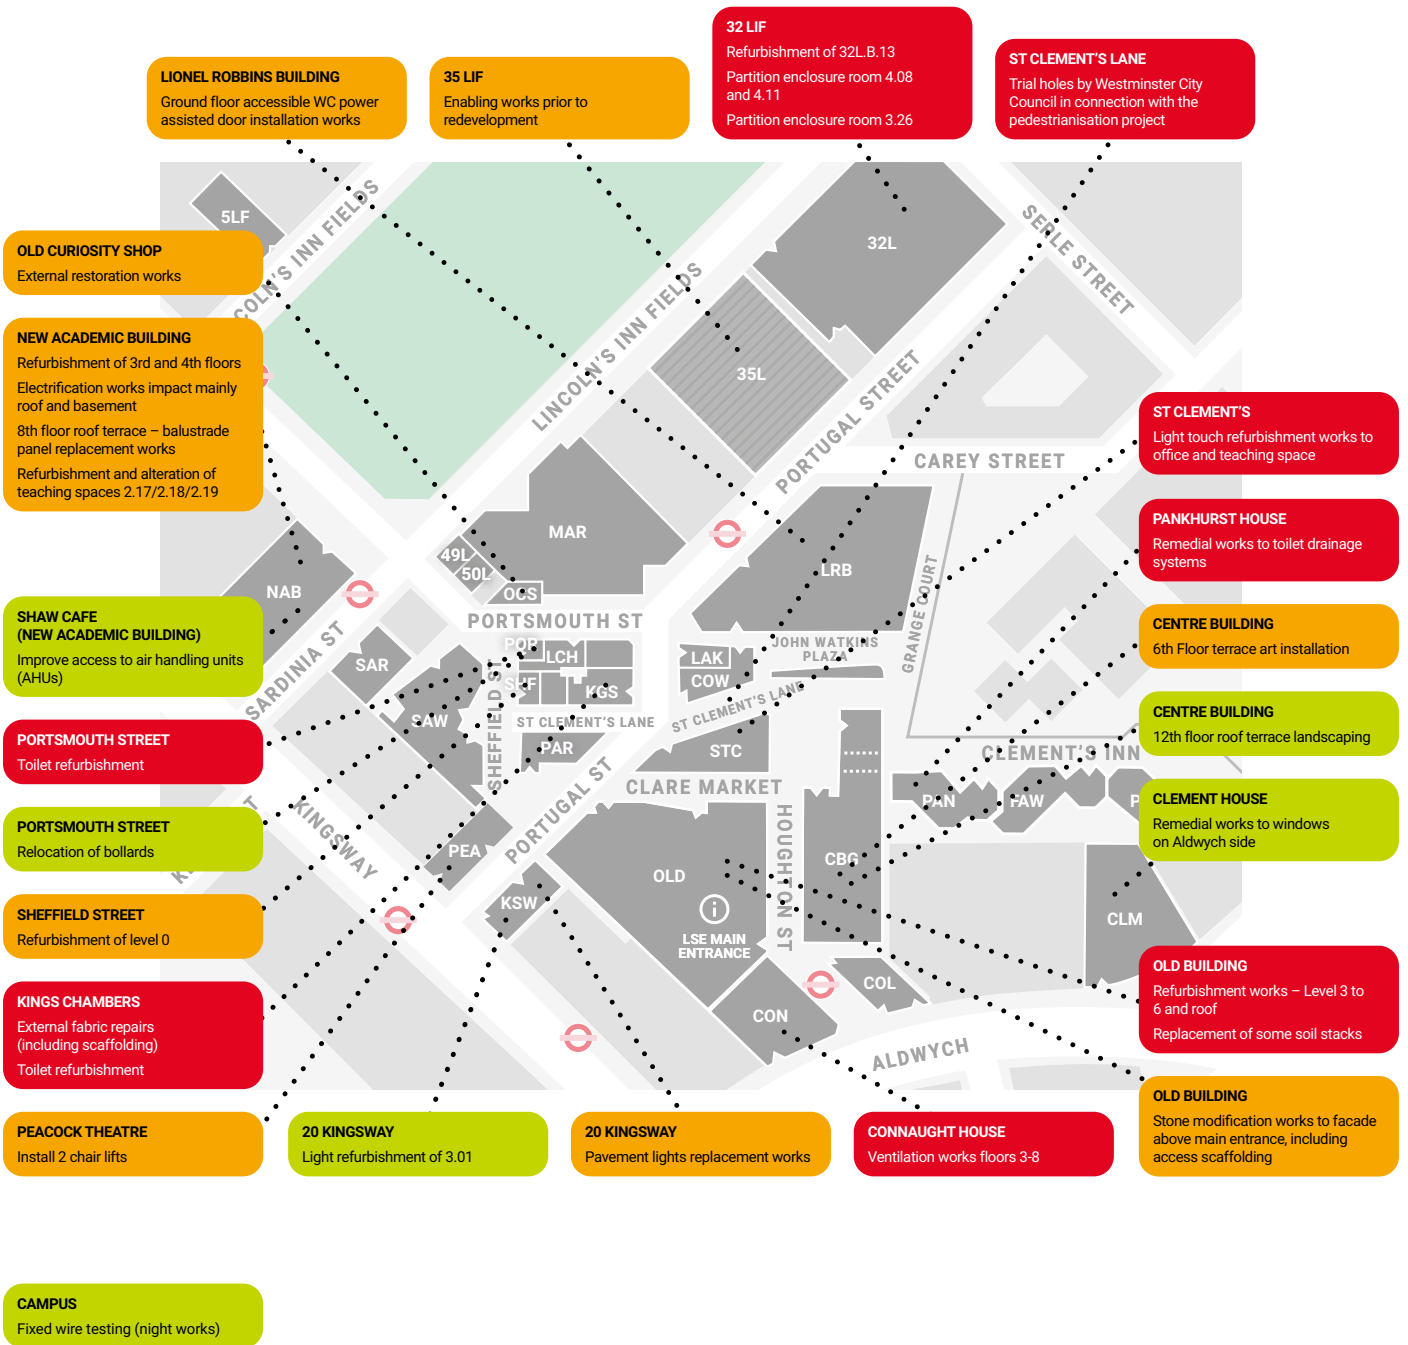 32 LIF
Refurbishment of 32L.B.13
Partition enclosure room 4.08
and 4.11
Partition enclosure room 3.26
ST CLEMENT'S LANE
Trial holes by Westminster City
Council in connection with the
pedestrianisation project
LIONEL ROBBINS BUILDING
Ground floor accessible WC power
assisted door installation works
35 LIF
Enabling works prior to
redevelopment
OLD CURIOSITY SHOP
External restoration works
NEW ACADEMIC BUILDING
Refurbishment of 3rd and 4th floors
Electrification works impact mainly
roof and basement
8th floor roof terrace – balustrade
panel replacement works
Refurbishment and alteration of
teaching spaces 2.17/2.18/2.19
SHAW CAFE
(NEW ACADEMIC BUILDING)
Improve access to air handling units
(AHUs)
PORTSMOUTH STREET
Toilet refurbishment
PORTSMOUTH STREET
Relocation of bollards
SHEFFIELD STREET
Refurbishment of level 0
KINGS CHAMBERS
External fabric repairs
(including scaffolding)
Toilet refurbishment
PEACOCK THEATRE
Install 2 chair lifts
20 KINGSWAY
Light refurbishment of 3.01
20 KINGSWAY
Pavement lights replacement works
CONNAUGHT HOUSE
Ventilation works floors 3-8
ST CLEMENT'S
Light touch refurbishment works to
office and teaching space
PANKHURST HOUSE
Remedial works to toilet drainage
systems
CENTRE BUILDING
6th Floor terrace art installation
CENTRE BUILDING
12th floor roof terrace landscaping
CLEMENT HOUSE
Remedial works to windows
on Aldwych side
OLD BUILDING
Refurbishment works – Level 3 to
6 and roof
Replacement of some soil stacks
OLD BUILDING
Stone modification works to facade
above main entrance, including
access scaffolding
CAMPUS
Fixed wire testing (night works)
5LF
COLN'S INN FIELDS
32L
SERLE STREET
LINCOLN'S INN FIELDS
35L
PORTUGAL STREET
CAREY STREET
MAR
49L
50L
OCS
LRB
GRANGE COURT
NAB
PORTSMOUTH ST
JOHN WATKINS
PLAZA
SARDINIA ST
SAR
POP
LCH
SHF
KGS
LAK
COW
SAW
SHEFFIELD ST
ST CLEMENT'S LANE
ST CLEMENT'S LANE
PAR
STC
CLEMENT'S INN
CLARE MARKET
PAN
FAW
P
KINGSWAY
PORTUGAL ST
HOUGHTON ST
PEA
OLD
CBG
KSW
i
LSE MAIN
ENTRANCE
CLM
COL
CON
ALDWYCH